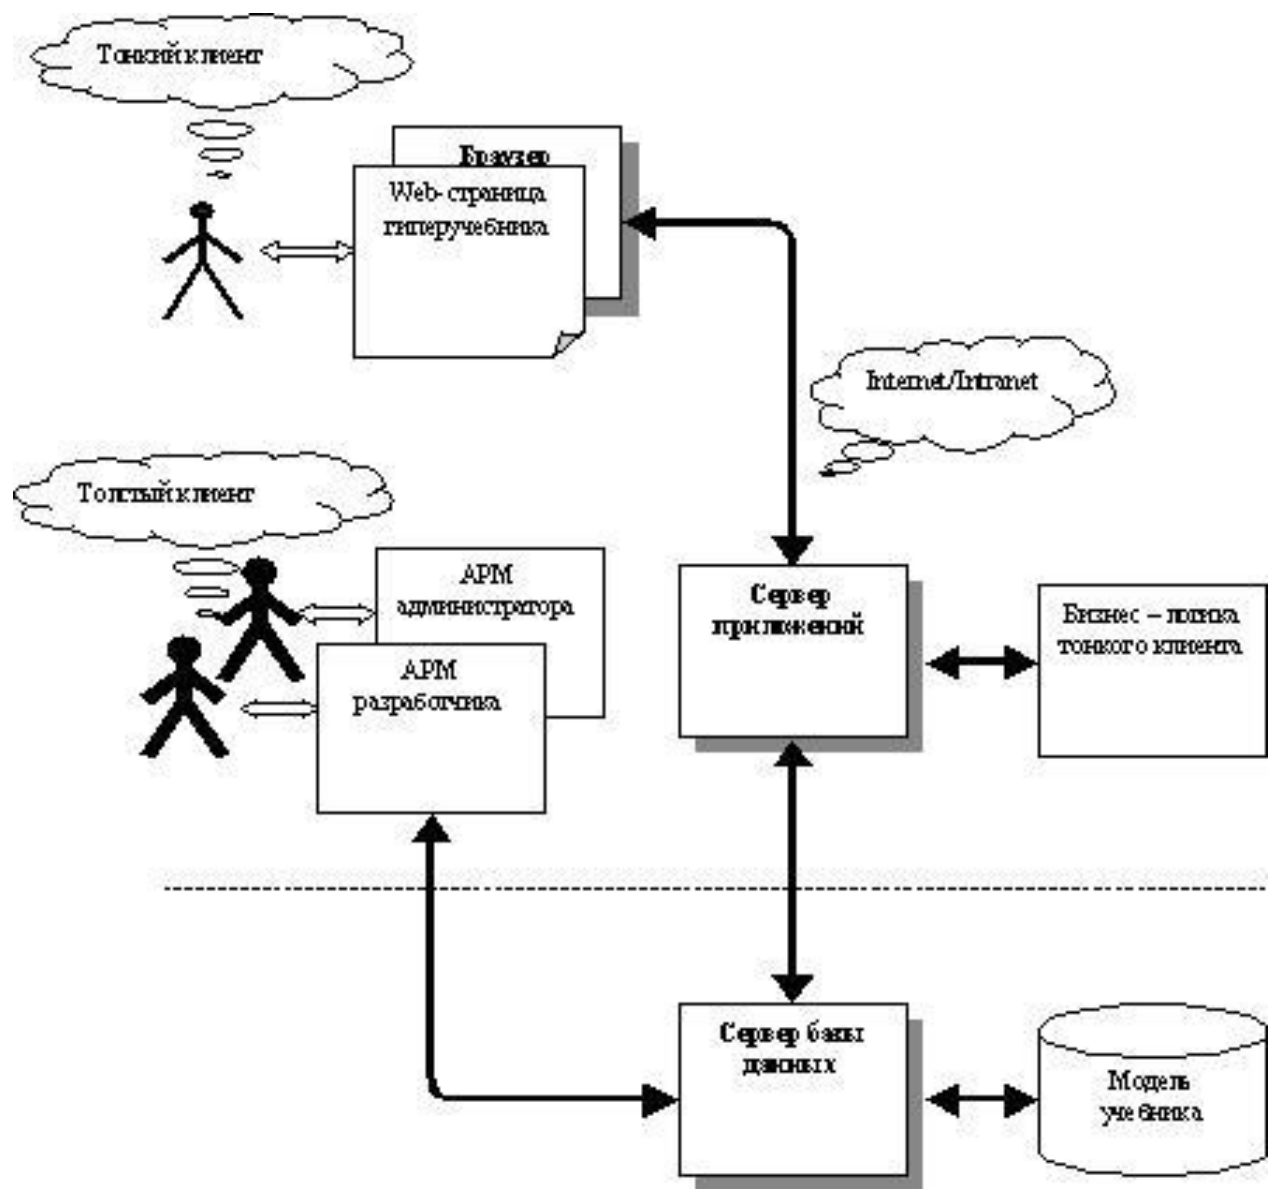 Тонкий клиент
Браузер
Web-страница
гиперучебника
Internet/Intranet
Толстый клиент
АРМ
администратора
АРМ
разработчика
Сервер
приложений
Бизнес – логика
тонкого клиента
Сервер базы
данных
Модель
учебника